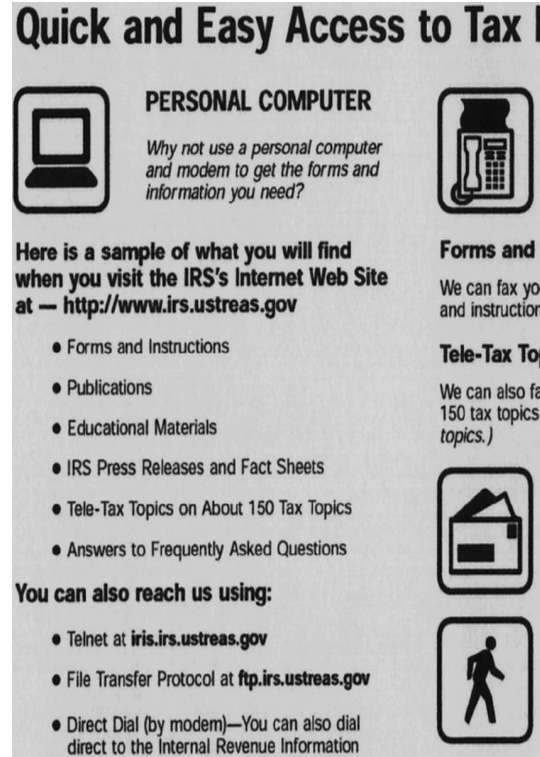 Quick and Easy Access to Tax
PERSONAL COMPUTER
Why not use a personal computer
and modem to get the forms and
information you need?
Here is a sample of what you will find
when you visit the IRS's Internet Web Site
at — http://www.irs.ustreas.gov
● Forms and Instructions
● Publications
● Educational Materials
● IRS Press Releases and Fact Sheets
● Tele-Tax Topics on About 150 Tax Topics
● Answers to Frequently Asked Questions
You can also reach us using:
● Telnet at iris.irs.ustreas.gov
● File Transfer Protocol at ftp.irs.ustreas.gov
● Direct Dial (by modem)—You can also dial
direct to the Internal Revenue Information
Forms and
We can fax yo
and instruction
Tele-Tax To
We can also fa
150 tax topics
topics.)